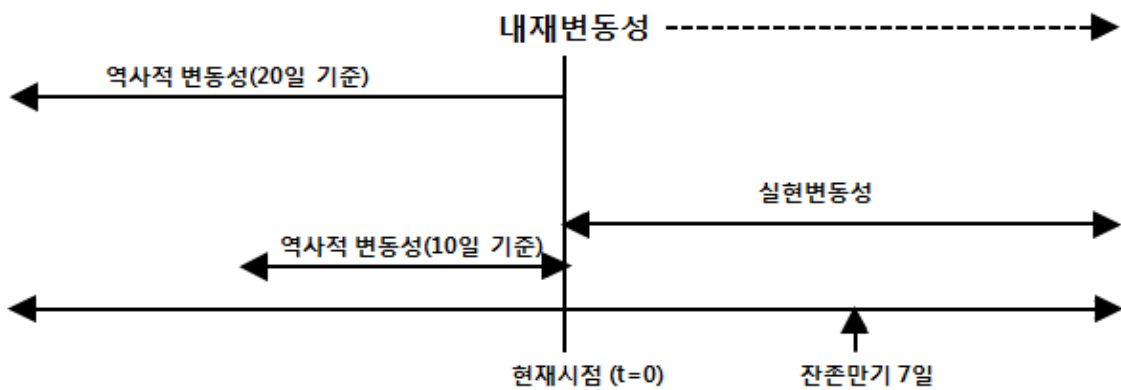 내재변동성
역사적 변동성(20일 기준)
실현변동성
역사적 변동성(10일 기준)
현재시점 (t=0)
잔존만기 7일